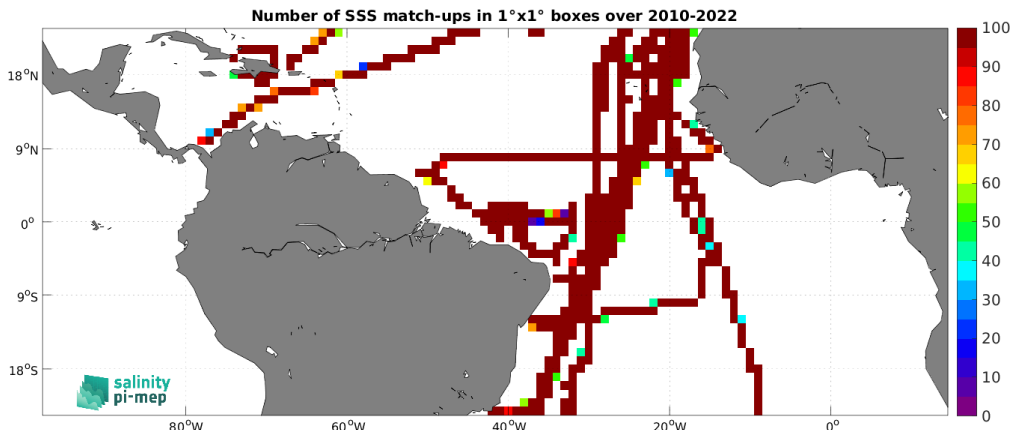 Number of SSS match-ups in 1°x1° boxes over 2010-2022
100
90
80
70
60
50
40
30
20
10
0
18°N
9°N
0°
9°S
18°S
80°W
60°W
40°W
20°W
0°
salinity
pi-mep